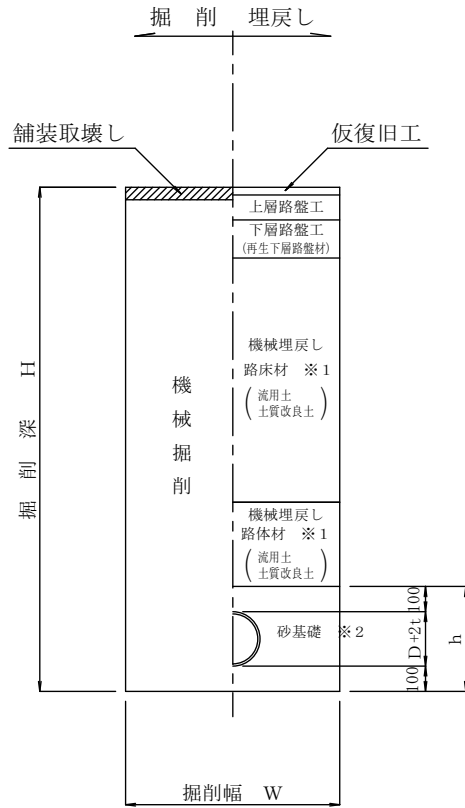 掘 削 埋戻し
舗装取壊し
仮復旧工
上層路盤工
下層路盤工
(再生下層路盤材)
機械埋戻し
路床材 ※1
(流用土
土質改良土)
機械掘削
掘削深 H
機械埋戻し
路体材 ※1
(流用土
土質改良土)
砂基礎 ※2
100
D+2t
100
h
掘削幅 W